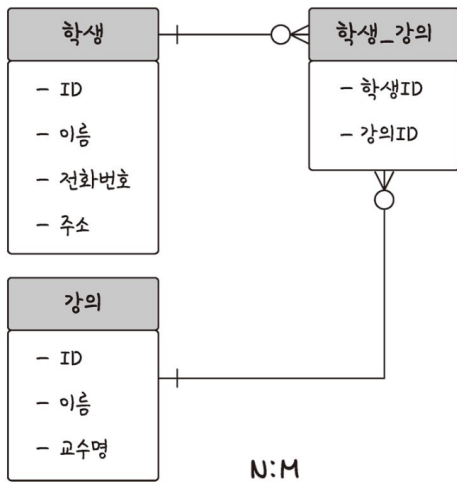 학생
- ID
- 이름
- 전화번호
- 주소
학생_강의
- 학생ID
- 강의ID
강의
- ID
- 이름
- 교수명
N:M